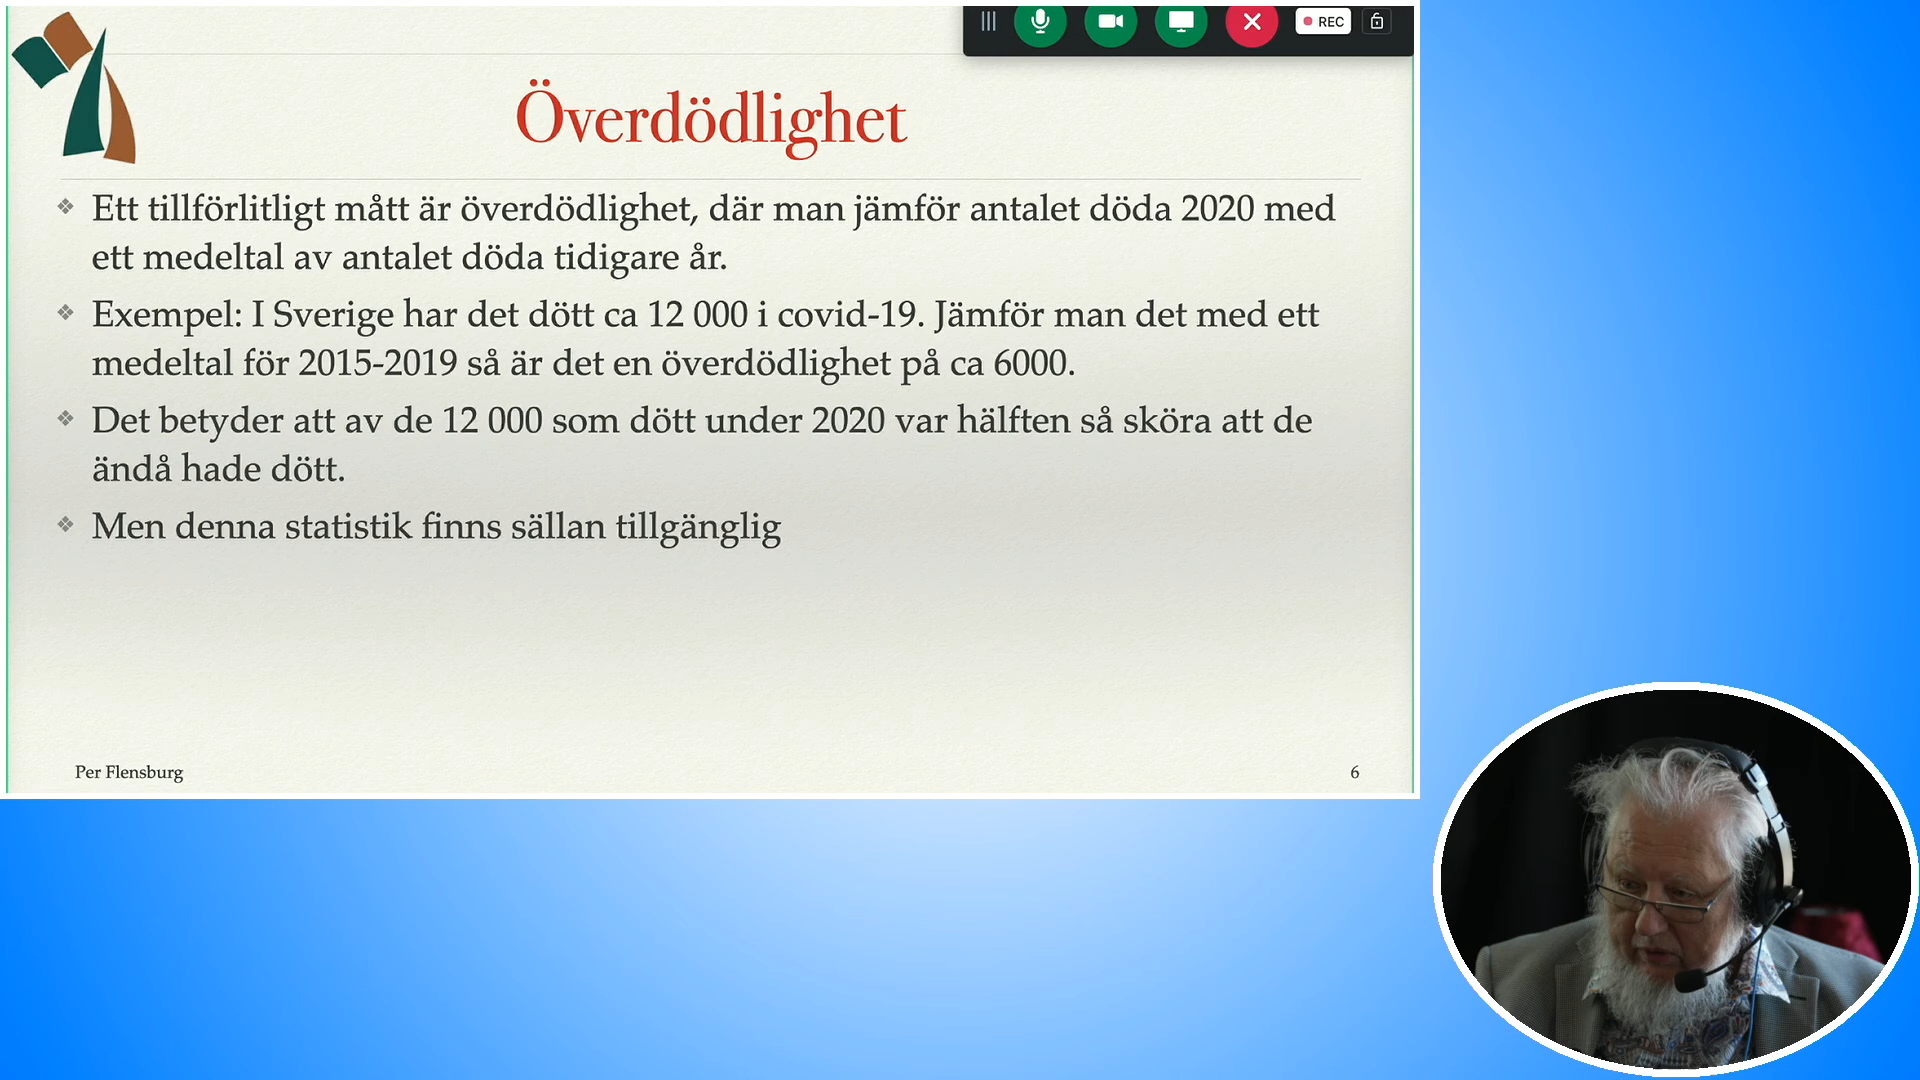 REC
Överdödlighet
Ett tillförlitligt mått är överdödlighet, där man jämför antalet döda 2020 med
ett medeltal av antalet döda tidigare år.
Exempel: I Sverige har det dött ca 12 000 i covid-19. Jämför man det med ett
medeltal för 2015-2019 så är det en överdödlighet på ca 6000.
Det betyder att av de 12 000 som dött under 2020 var hälften så sköra att de
ändå hade dött.
Men denna statistik finns sällan tillgänglig
Per Flensburg
6